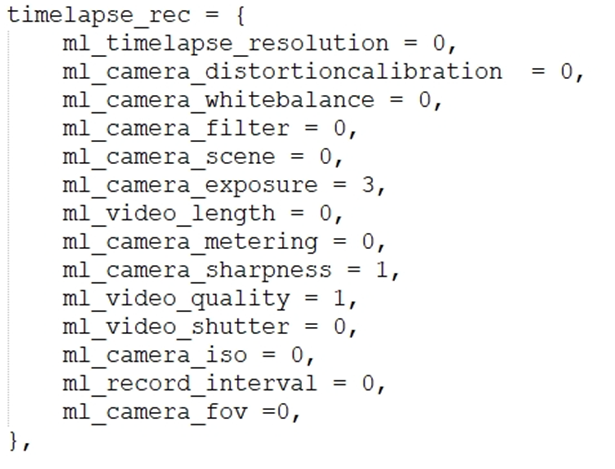 timelapse_rec = {
    ml_timelapse_resolution = 0,
    ml_camera_distortioncalibration  = 0,
    ml_camera_whitebalance = 0,
    ml_camera_filter = 0,
    ml_camera_scene = 0,
    ml_camera_exposure = 3,
    ml_video_length = 0,
    ml_camera_metering = 0,
    ml_camera_sharpness = 1,
    ml_video_quality = 1,
    ml_video_shutter = 0,
    ml_camera_iso = 0,
    ml_record_interval = 0,
    ml_camera_fov =0,
},